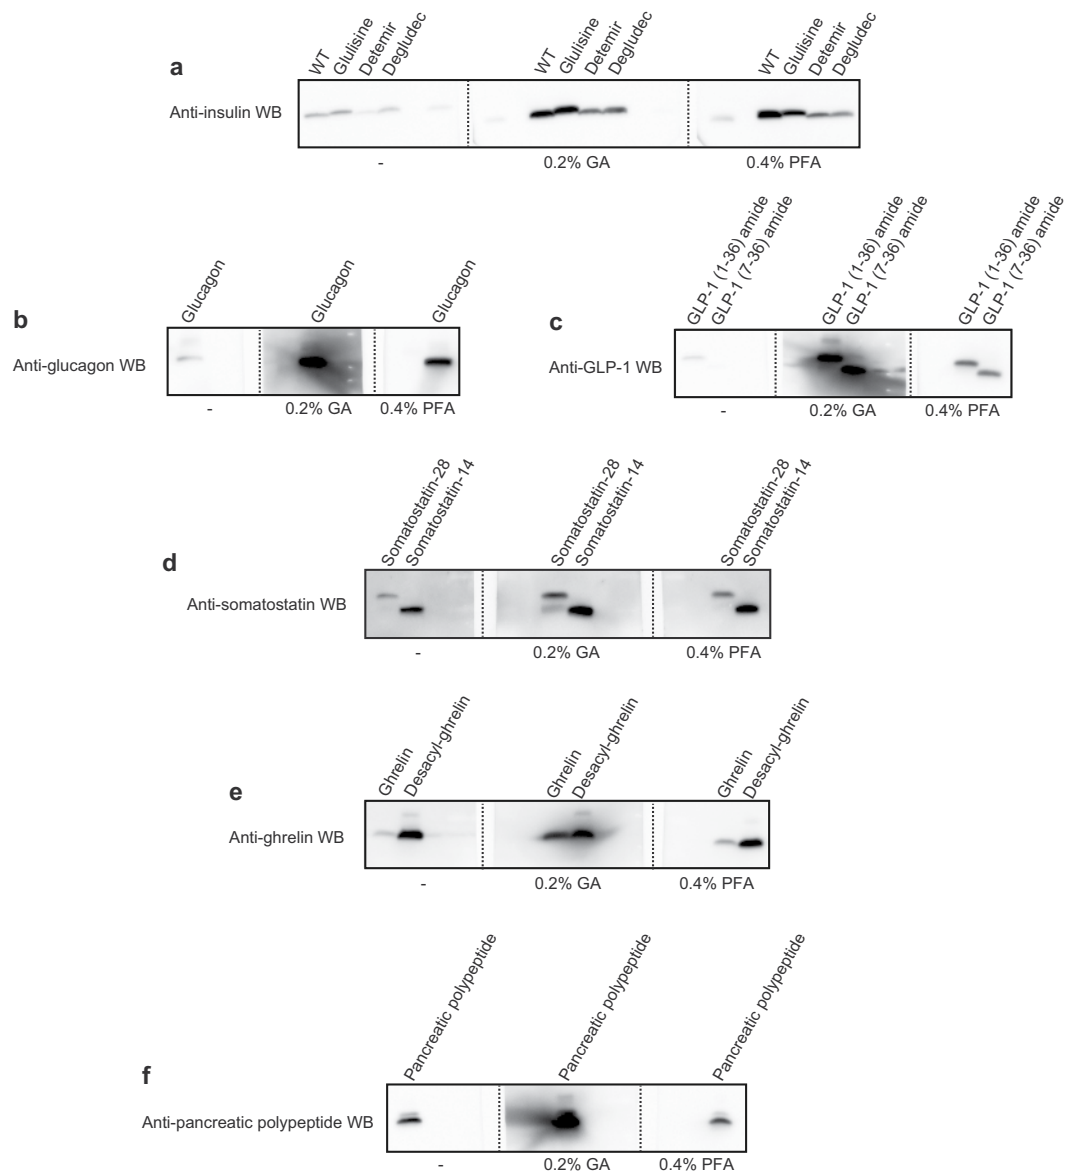 a
WT
Glulisine
Detemir
Degludec
WT
Glulisine
Detemir
Degludec
WT
Glulisine
Detemir
Degludec
Anti-insulin WB
-
0.2% GA
0.4% PFA
b
Glucagon
Glucagon
Glucagon
Anti-glucagon WB
-
0.2% GA
0.4% PFA
c
GLP-1 (1-36) amide
GLP-1 (7-36) amide
GLP-1 (1-36) amide
GLP-1 (7-36) amide
GLP-1 (1-36) amide
GLP-1 (7-36) amide
Anti-GLP-1 WB
-
0.2% GA
0.4% PFA
d
Somatostatin-28
Somatostatin-14
Somatostatin-28
Somatostatin-14
Somatostatin-28
Somatostatin-14
Anti-somatostatin WB
-
0.2% GA
0.4% PFA
e
Ghrelin
Desacyl-ghrelin
Ghrelin
Desacyl-ghrelin
Ghrelin
Desacyl-ghrelin
Anti-ghrelin WB
-
0.2% GA
0.4% PFA
f
Pancreatic polypeptide
Pancreatic polypeptide
Pancreatic polypeptide
Anti-pancreatic polypeptide WB
-
0.2% GA
0.4% PFA